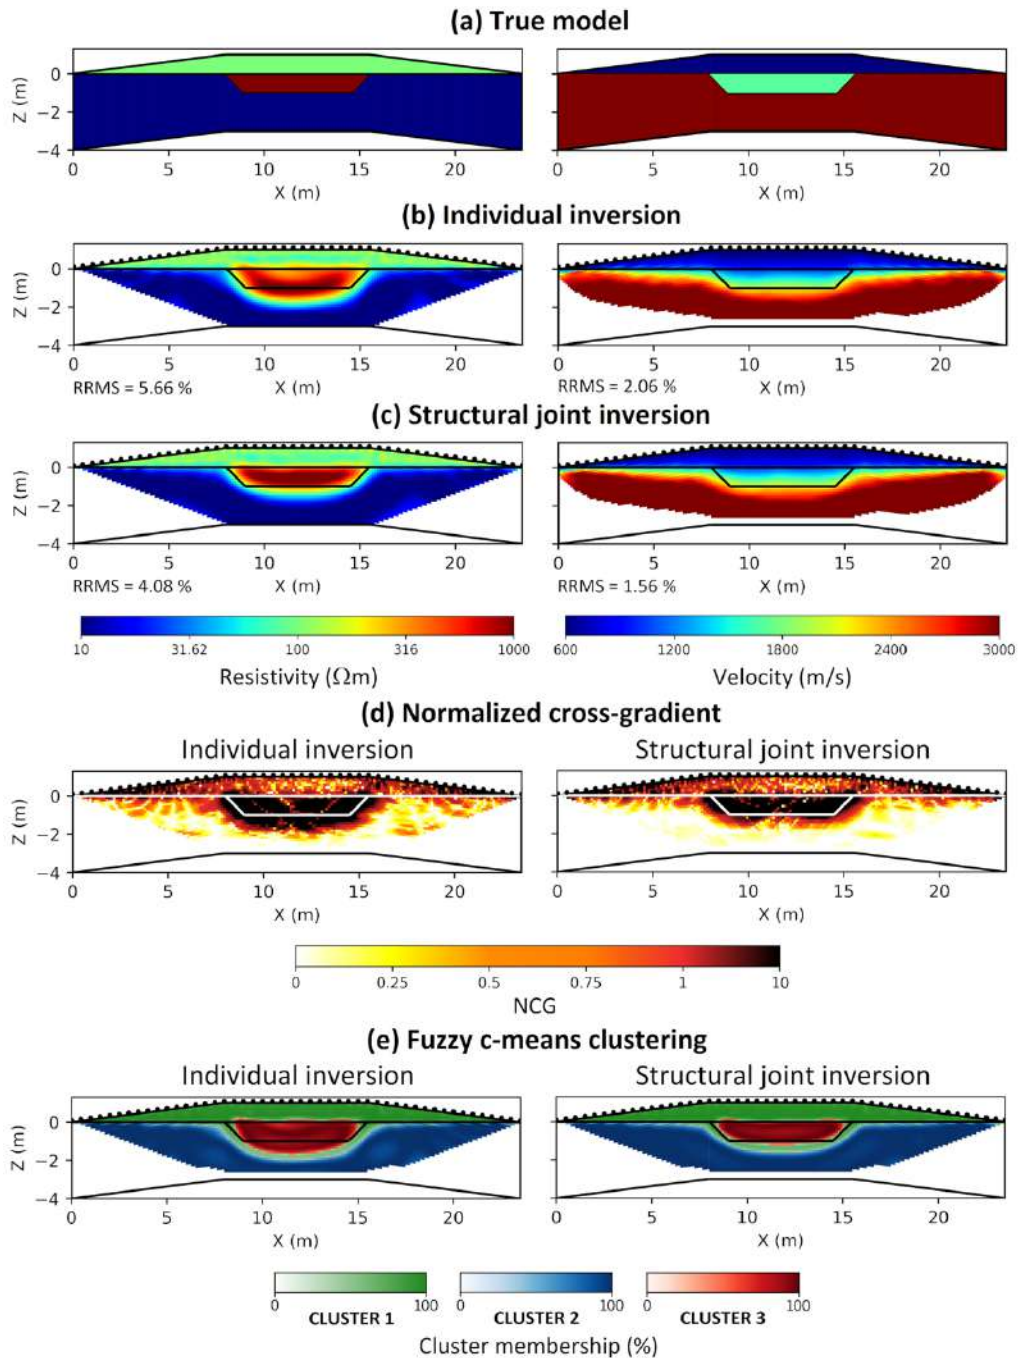 (a) True model
0
−2
−4
Z (m)
0 5 10 15 20
0 5 10 15 20
X (m)
X (m)
(b) Individual inversion
0
−2
−4
Z (m)
0 5 10 15 20
0 5 10 15 20
RRMS = 5.66 %
X (m)
RRMS = 2.06 %
X (m)
(c) Structural joint inversion
0
−2
−4
Z (m)
0 5 10 15 20
0 5 10 15 20
RRMS = 4.08 %
X (m)
RRMS = 1.56 %
X (m)
10 31.62 100 316 1000
600 1200 1800 2400 3000
Resistivity (Ωm)
Velocity (m/s)
(d) Normalized cross-gradient
Individual inversion
Structural joint inversion
0
−2
−4
Z (m)
0 5 10 15 20
0 5 10 15 20
X (m)
X (m)
0 0.25 0.5 0.75 1 10
NCG
(e) Fuzzy c-means clustering
Individual inversion
Structural joint inversion
0
−2
−4
Z (m)
0 5 10 15 20
0 5 10 15 20
X (m)
X (m)
0 100
0 100
0 100
CLUSTER 1
CLUSTER 2
CLUSTER 3
Cluster membership (%)